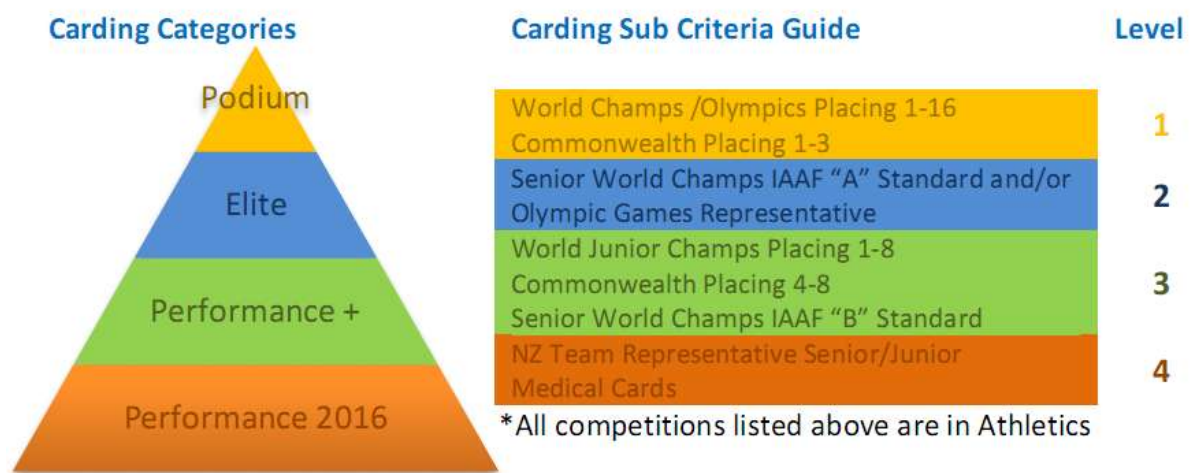 Carding Categories
Carding Sub Criteria Guide
Level
Podium
World Champs /Olympics Placing 1-16
Commonwealth Placing 1-3
1
Elite
Senior World Champs IAAF “A” Standard and/or
Olympic Games Representative
2
Performance +
World Junior Champs Placing 1-8
Commonwealth Placing 4-8
Senior World Champs IAAF “B” Standard
3
Performance 2016
NZ Team Representative Senior/Junior
Medical Cards
4
*All competitions listed above are in Athletics